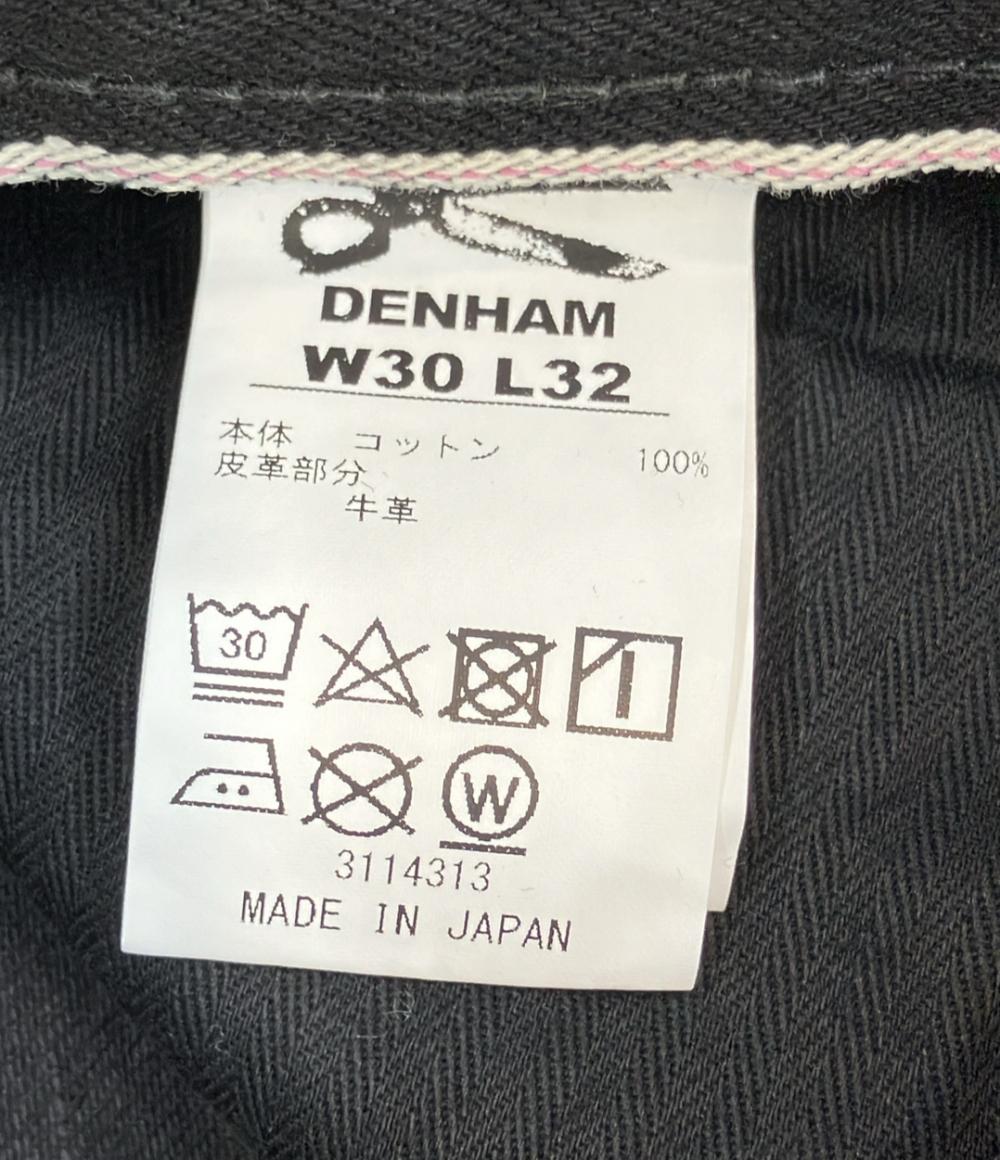 DENHAM
W30 L32
本体 コットン 100%
皮革部分
牛革
30
W
3114313
MADE IN JAPAN